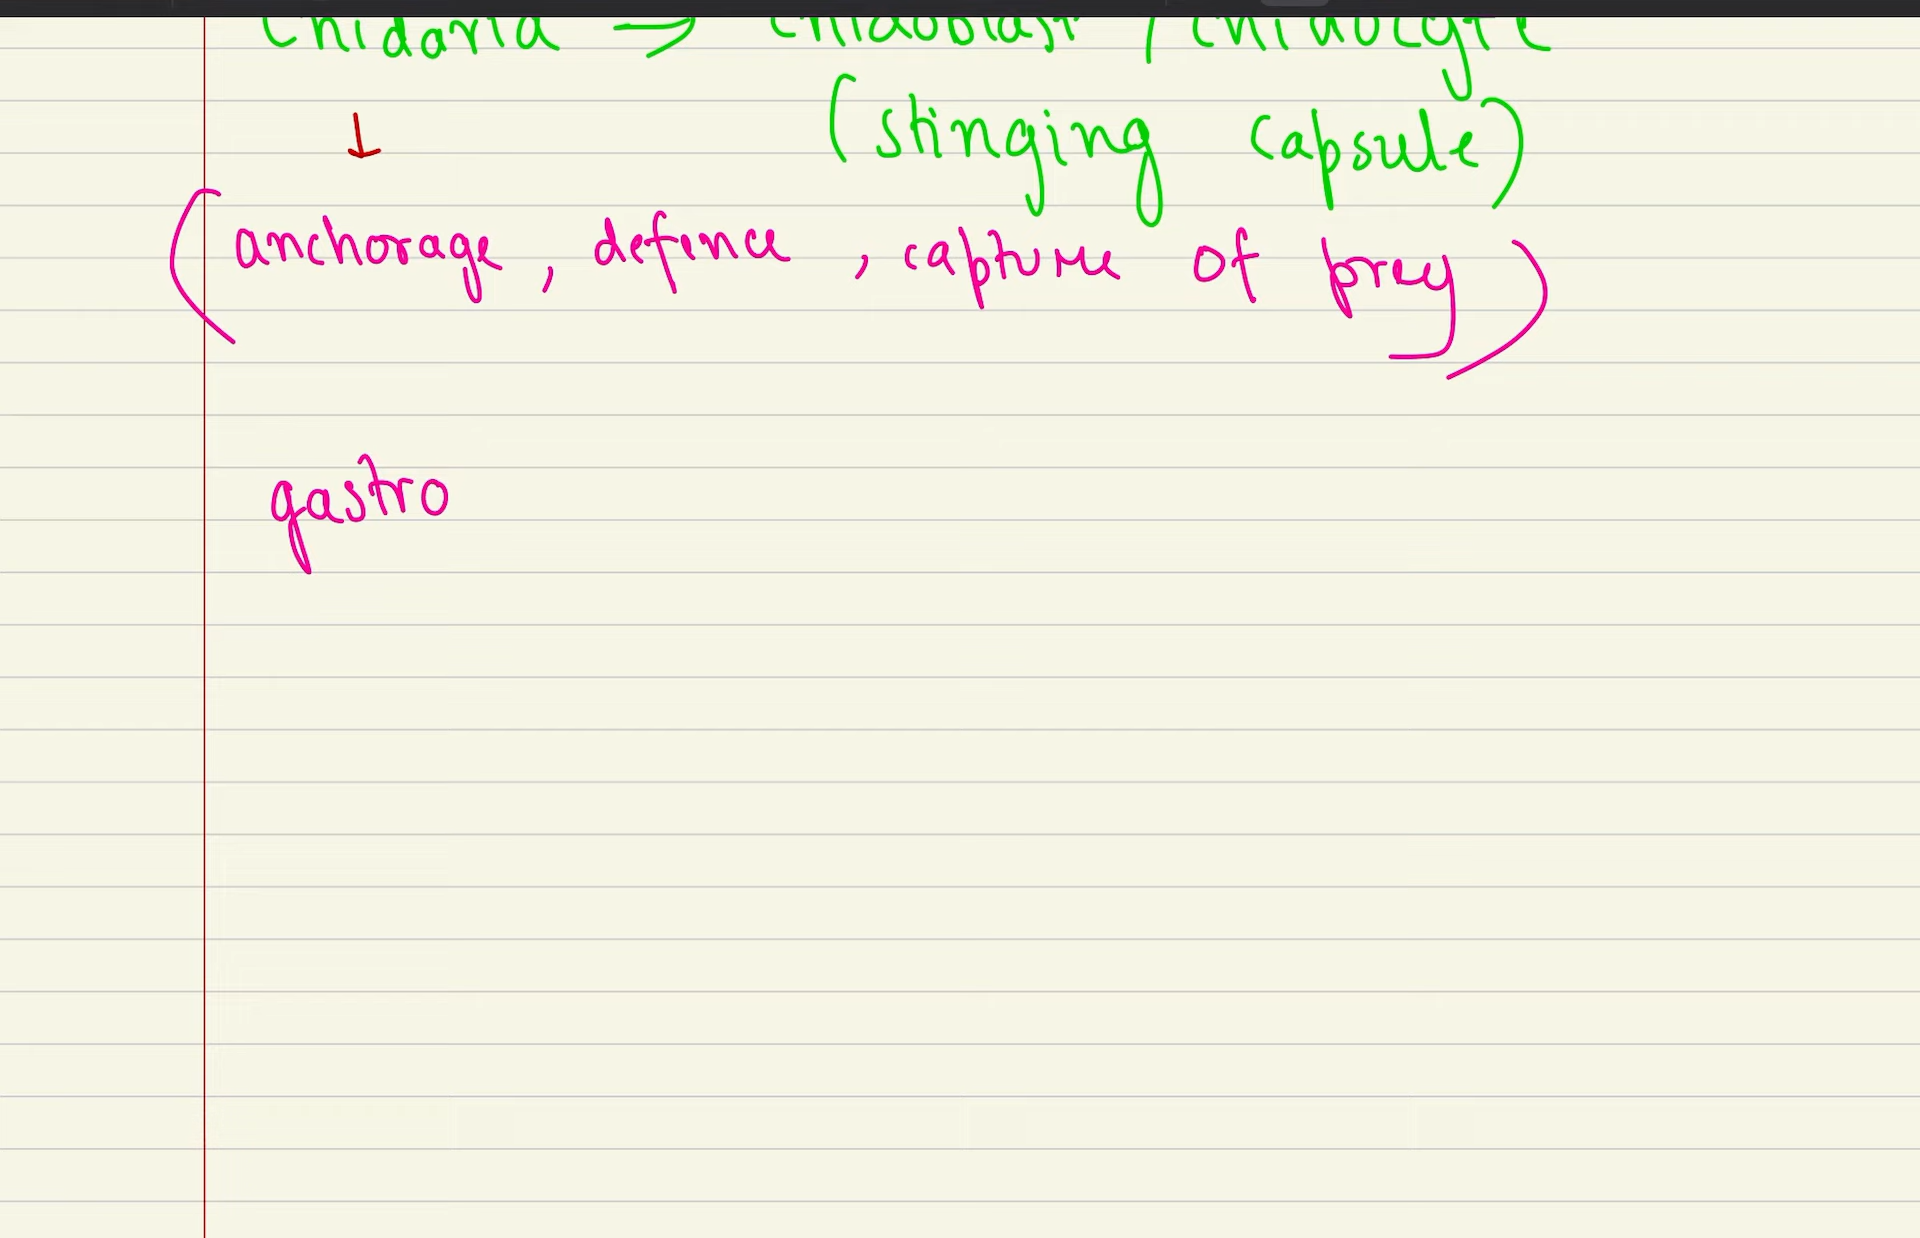 Cnidaria → Cnidoblast / Cnidocyte
(stinging capsule)
↓
(anchorage, defence, capture of prey)
gastro